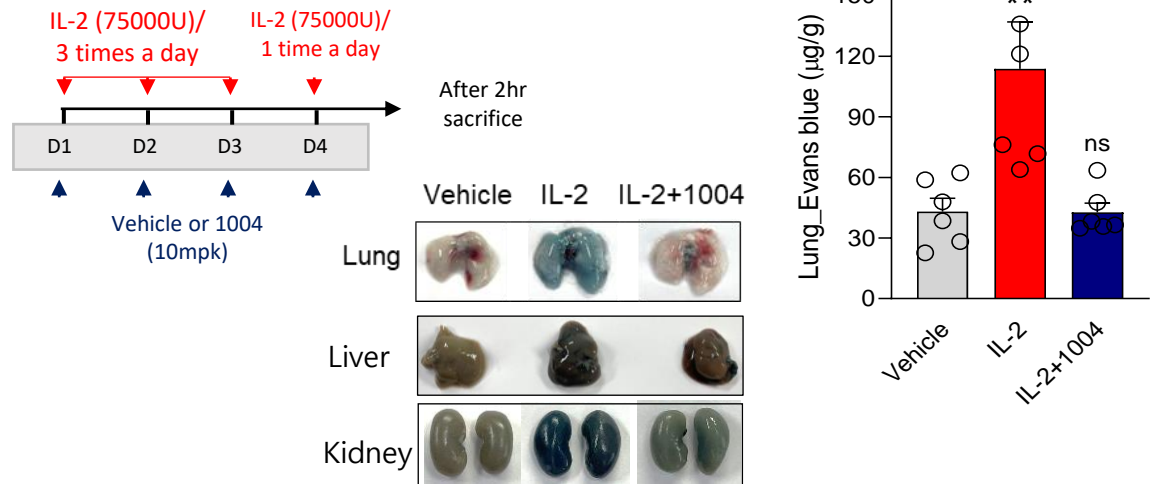 IL-2 (75000U)/
3 times a day
IL-2 (75000U)/
1 time a day
After 2hr
sacrifice
D1
D2
D3
D4
Vehicle or 1004
(10mpk)
Vehicle
IL-2
IL-2+1004
Lung
Liver
Kidney
Lung_Evans blue (µg/g)
120
90
60
30
0
**
ns
Vehicle
IL-2
IL-2+1004